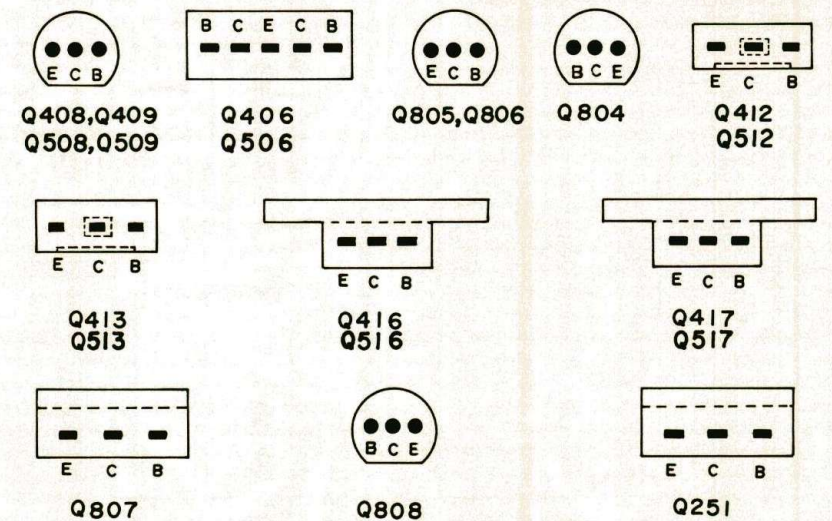 E C B
Q408,Q409
Q508,Q509
B C E C B
Q406
Q506
E C B
Q805,Q806
B C E
Q804
E C B
Q412
Q512
E C B
Q413
Q513
E C B
Q416
Q516
E C B
Q417
Q517
E C B
Q807
B C E
Q808
E C B
Q251